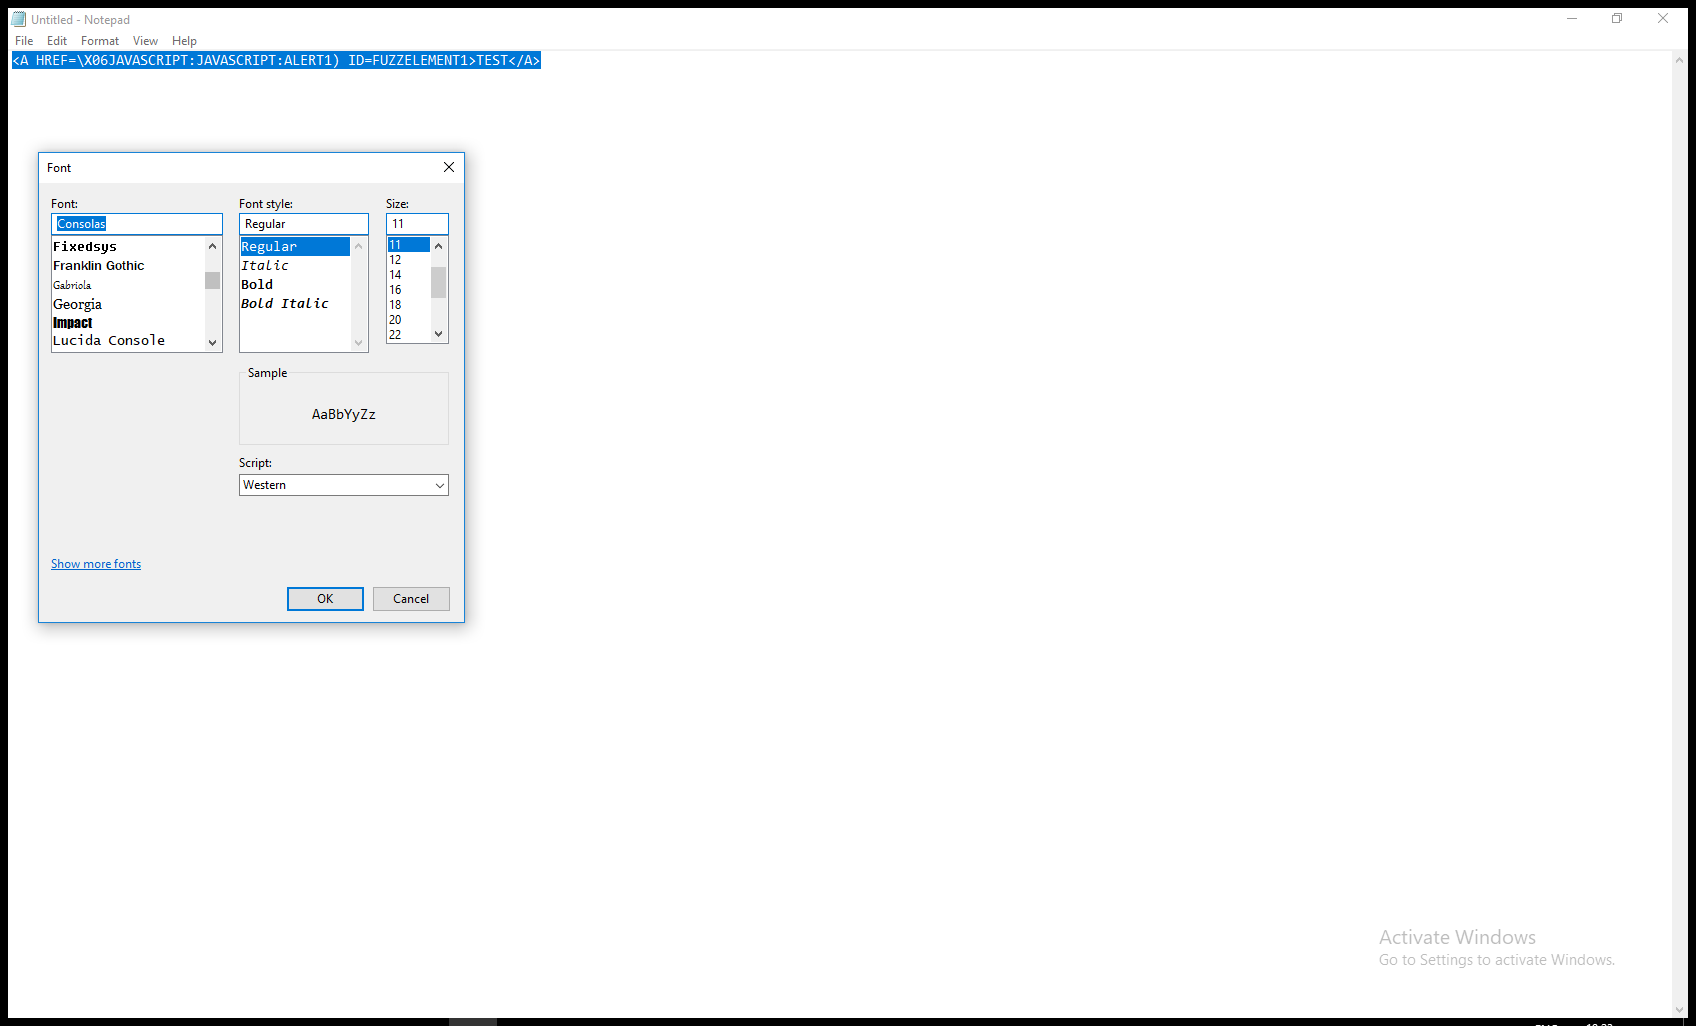 Untitled - Notepad
File Edit Format View Help
<A HREF=\X06JAVASCRIPT:JAVASCRIPT:ALERT1) ID=FUZZELEMENT1>TEST</A>
Font
Font: Font style: Size:
Consolas Regular 11
Fixedsys
Franklin Gothic
Gabriola
Georgia
Impact
Lucida Console
Regular
Italic
Bold
Bold Italic
11
12
14
16
18
20
22
Sample
AaBbYyZz
Script:
Western
Show more fonts
OK Cancel
Activate Windows
Go to Settings to activate Windows.